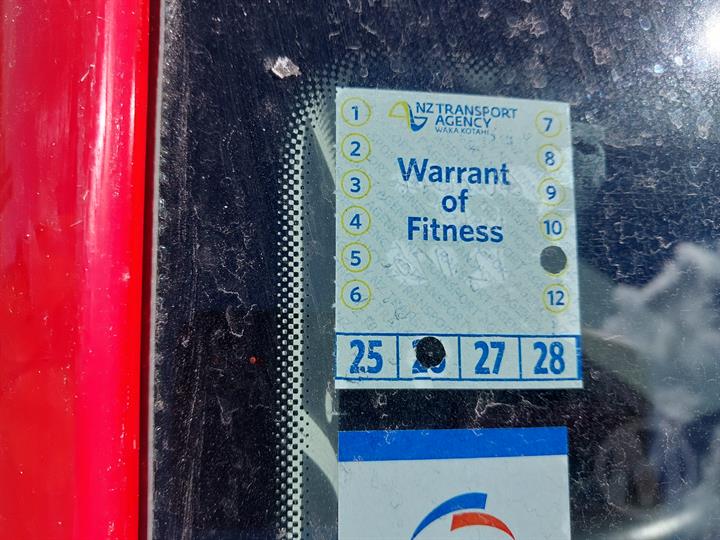 NZ TRANSPORT
AGENCY
WAKA KOTAHI
Warrant
of
Fitness
1
2
3
4
5
6
7
8
9
10
12
25 27 28